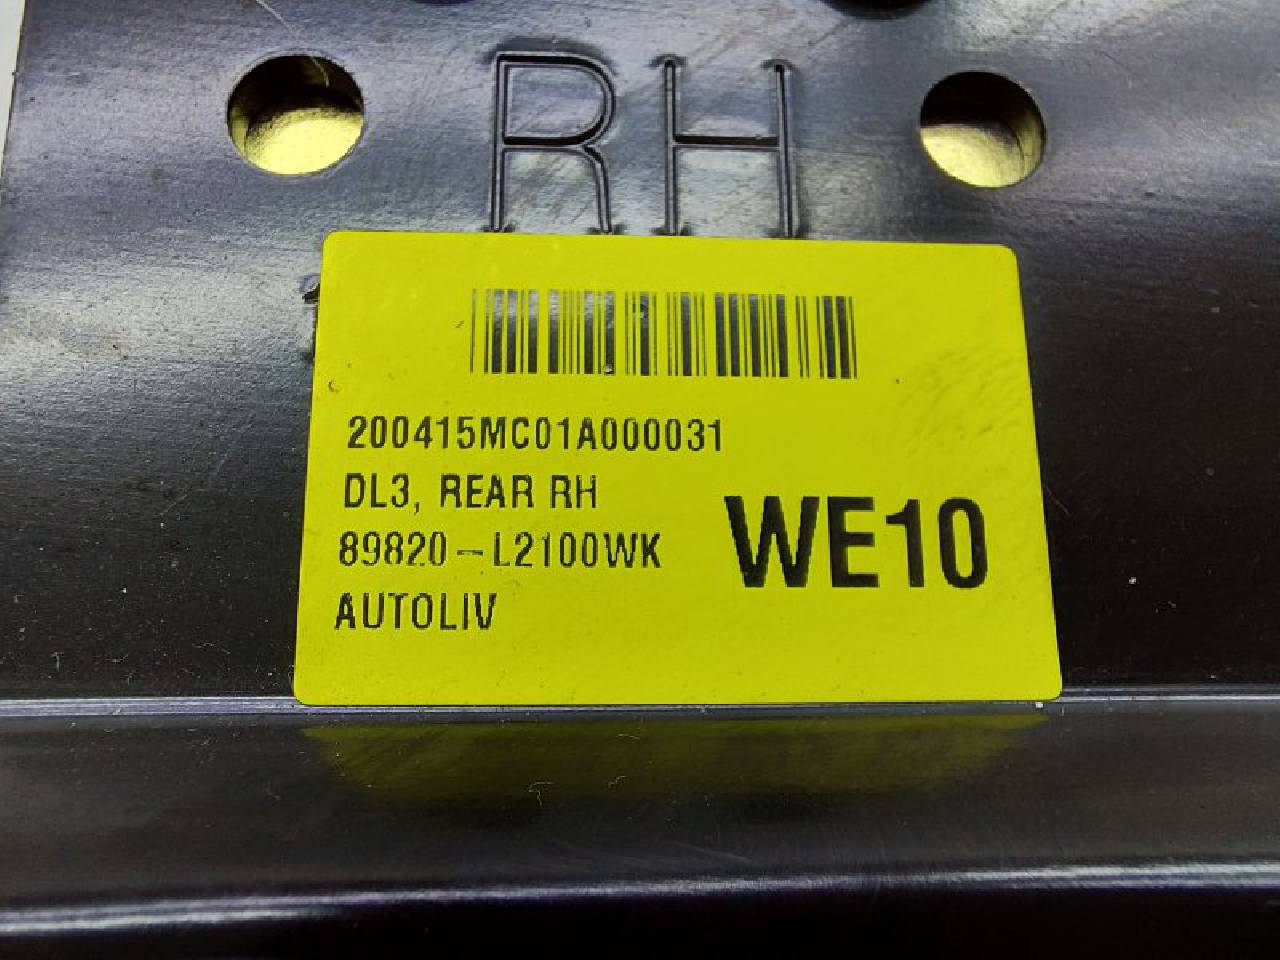 RH
200415MC01A000031
DL3, REAR RH
89820-L2100WK
WE10
AUTOLIV